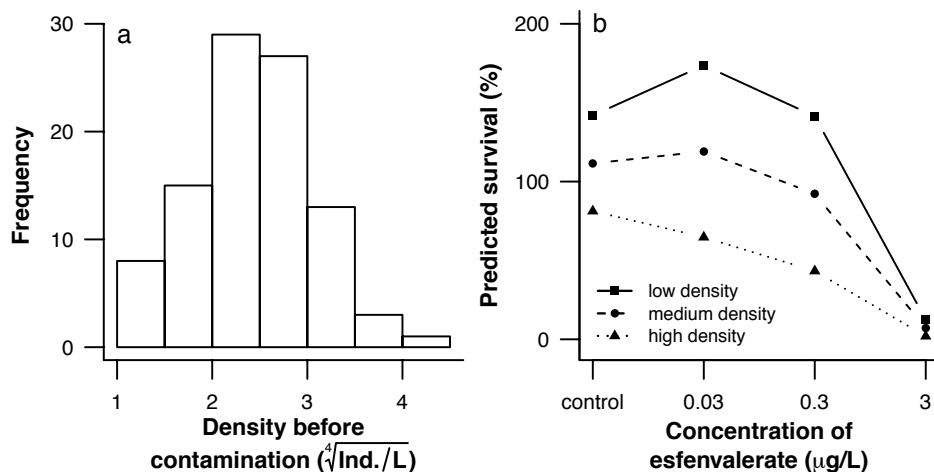 a
30
20
10
0
Frequency
1 2 3 4
Density before
contamination (∜Ind./L)
b
200
100
0
Predicted survival (%)
low density
medium density
high density
control 0.03 0.3 3
Concentration of
esfenvalerate (μg/L)